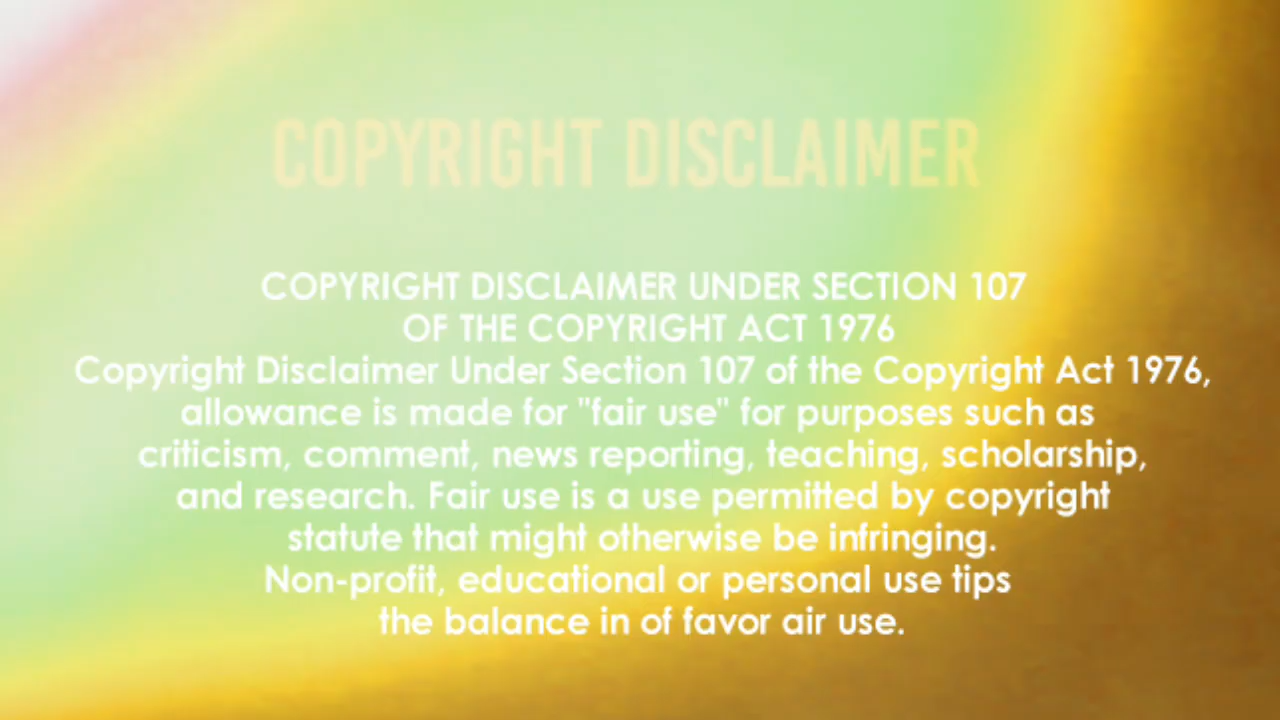 COPYRIGHT DISCLAIMER
COPYRIGHT DISCLAIMER UNDER SECTION 107
OF THE COPYRIGHT ACT 1976
Copyright Disclaimer Under Section 107 of the Copyright Act 1976,
allowance is made for "fair use" for purposes such as
criticism, comment, news reporting, teaching, scholarship,
and research. Fair use is a use permitted by copyright
statute that might otherwise be infringing.
Non-profit, educational or personal use tips
the balance in of favor air use.